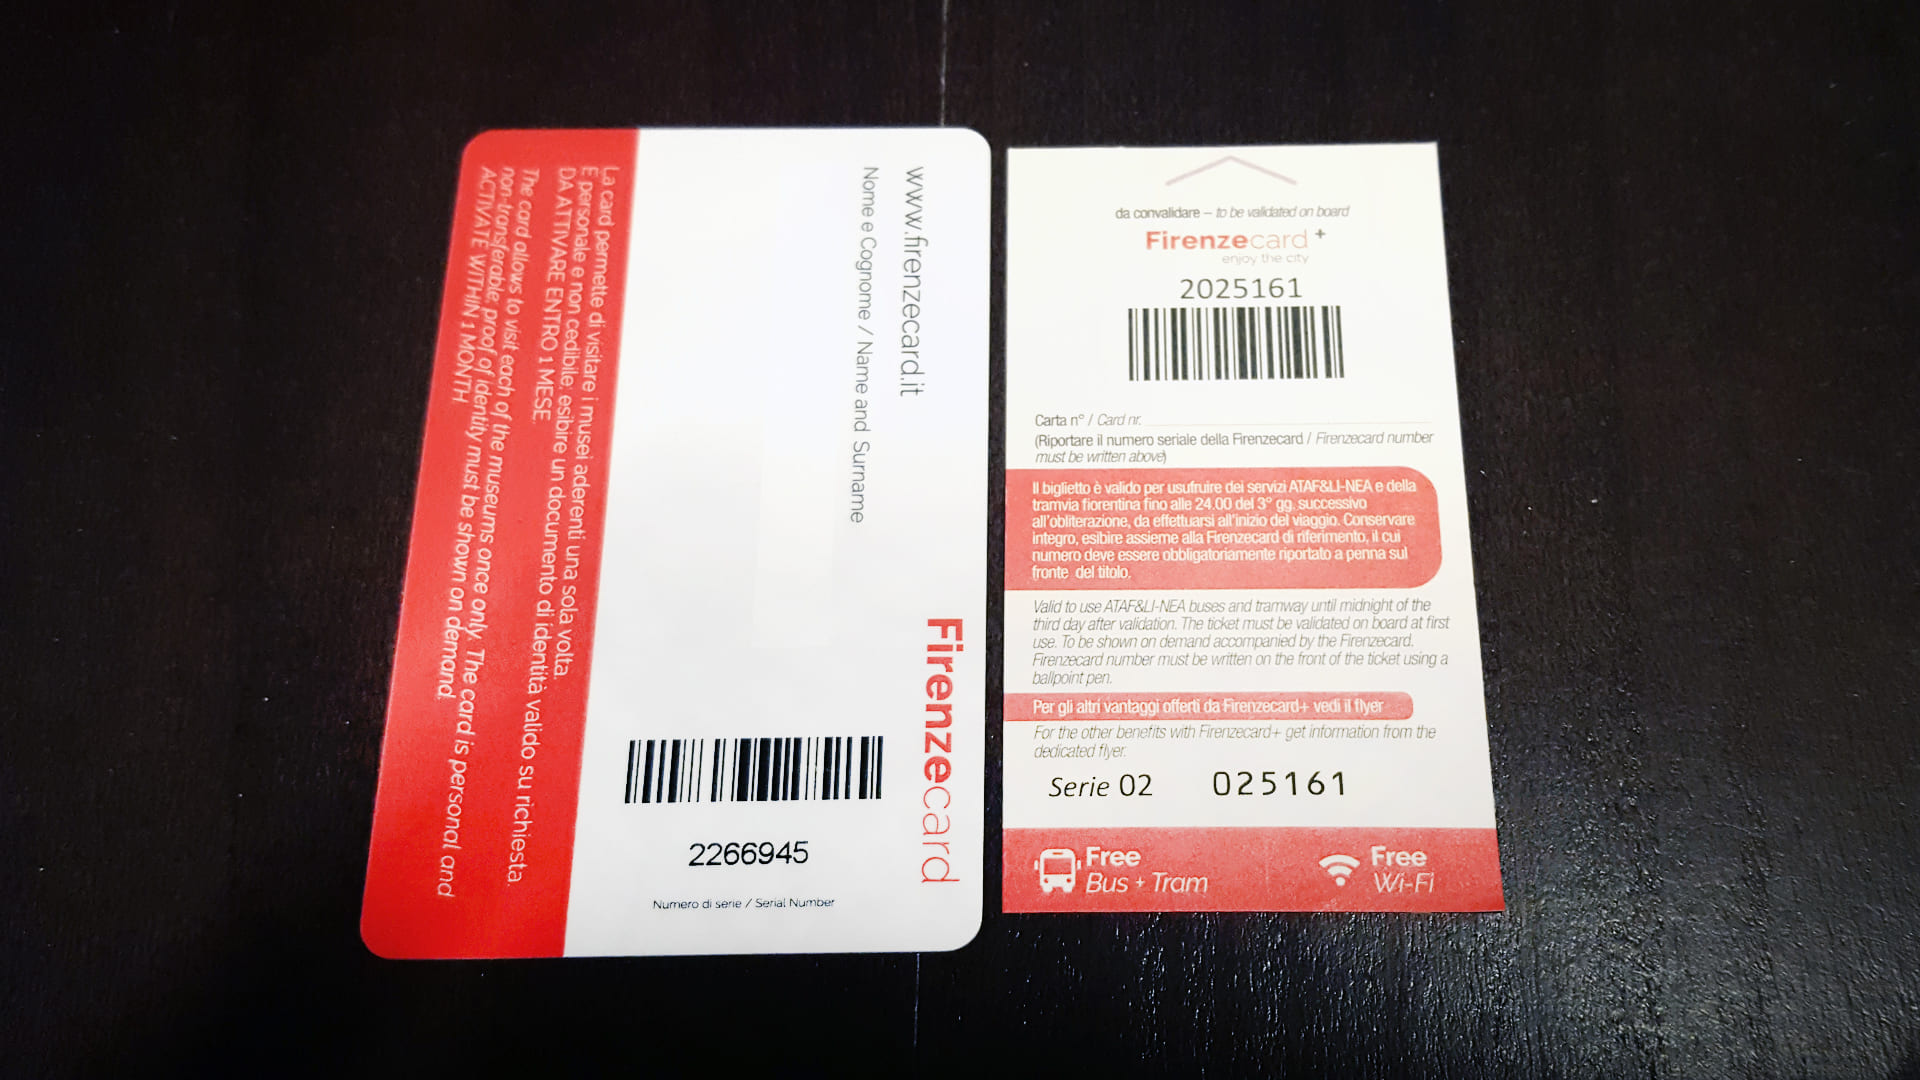 www.firenzecard.it
Nome e Cognome / Name and Surname
Firenzecard
2266945
Numero di serie / Serial Number
La card permette di visitare i musei aderenti una sola volta.
È personale e non cedibile: esibire un documento di identità valido su richiesta.
DA ATTIVARE ENTRO 1 MESE.
The card allows to visit each of the museums once only. The card is personal and
non-transferable, proof of identity must be shown on demand.
ACTIVATE WITHIN 1 MONTH
da convalidare – to be validated on board
Firenzecard+
enjoy the city
2025161
Carta n° / Card nr.
(Riportare il numero seriale della Firenzecard / Firenzecard number
must be written above)
Il biglietto è valido per usufruire dei servizi ATAF&LI-NEA e della
tramvia fiorentina fino alle 24.00 del 3° gg. successivo
all'obliterazione, da effettuarsi all'inizio del viaggio. Conservare
integro, esibire assieme alla Firenzecard di riferimento, il cui
numero deve essere obbligatoriamente riportato a penna sul
fronte del titolo.
Valid to use ATAF&LI-NEA buses and tramway until midnight of the
third day after validation. The ticket must be validated on board at first
use. To be shown on demand accompanied by the Firenzecard.
Firenzecard number must be written on the front of the ticket using a
ballpoint pen.
Per gli altri vantaggi offerti da Firenzecard+ vedi il flyer
For the other benefits with Firenzecard+ get information from the
dedicated flyer.
Serie 02 025161
Free
Bus + Tram
Free
Wi-Fi